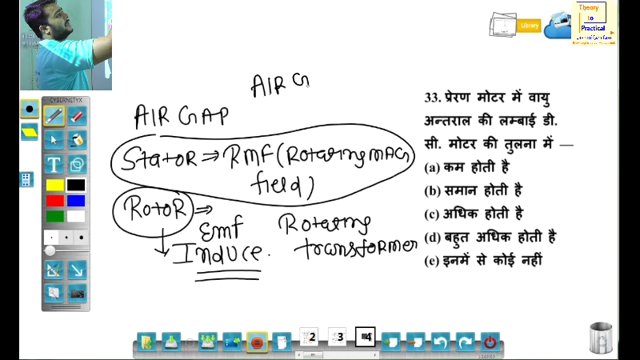 Theory
to
Practical
Library
CYBERNETYX
AIR G
AIR GAP
StatoR ⇒ RMF (Rotating mAG
field)
RotoR ⇒
Emf
Induce.
Rotating
transformer
33. प्रेरण मोटर में वायु
अन्तराल की लम्बाई डी.
सी. मोटर की तुलना में —
(a) कम होती है
(b) समान होती है
(c) अधिक होती है
(d) बहुत अधिक होती है
(e) इनमें से कोई नहीं
2 3 4